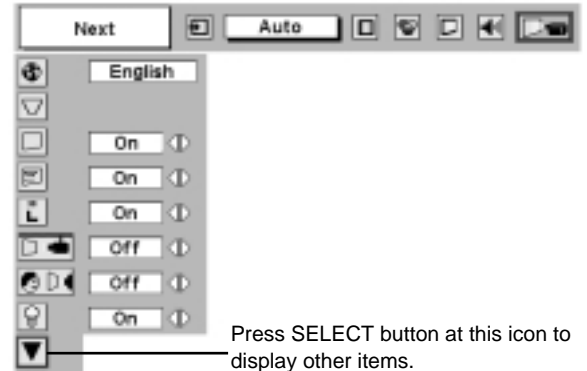 Next
Auto
English
On
On
On
Off
Off
On
Press SELECT button at this icon to
display other items.